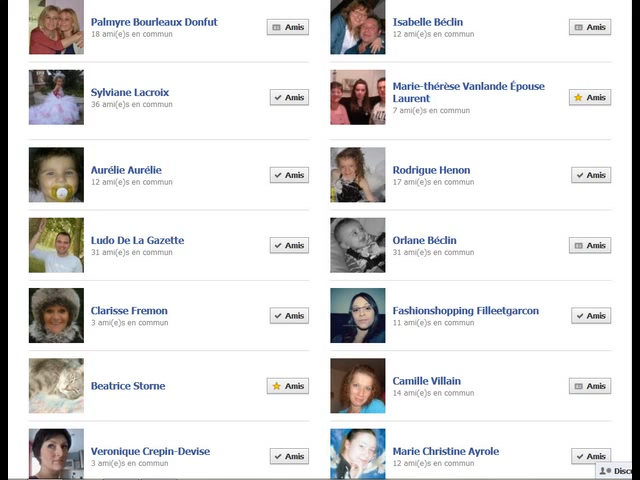 Palmyre Bourleaux Donfut
18 ami(e)s en commun
Amis
Isabelle Béclin
12 ami(e)s en commun
Amis
Sylviane Lacroix
36 ami(e)s en commun
Amis
Marie-thérèse Vanlande Épouse
Laurent
7 ami(e)s en commun
Amis
Aurélie Aurélie
12 ami(e)s en commun
Amis
Rodrigue Henon
17 ami(e)s en commun
Amis
Ludo De La Gazette
31 ami(e)s en commun
Amis
Orlane Béclin
31 ami(e)s en commun
Amis
Clarisse Fremon
3 ami(e)s en commun
Amis
Fashionshopping Filleetgarcon
11 ami(e)s en commun
Amis
Beatrice Storne
Amis
Camille Villain
14 ami(e)s en commun
Amis
Veronique Crepin-Devise
3 ami(e)s en commun
Amis
Marie Christine Ayrole
12 ami(e)s en commun
Amis